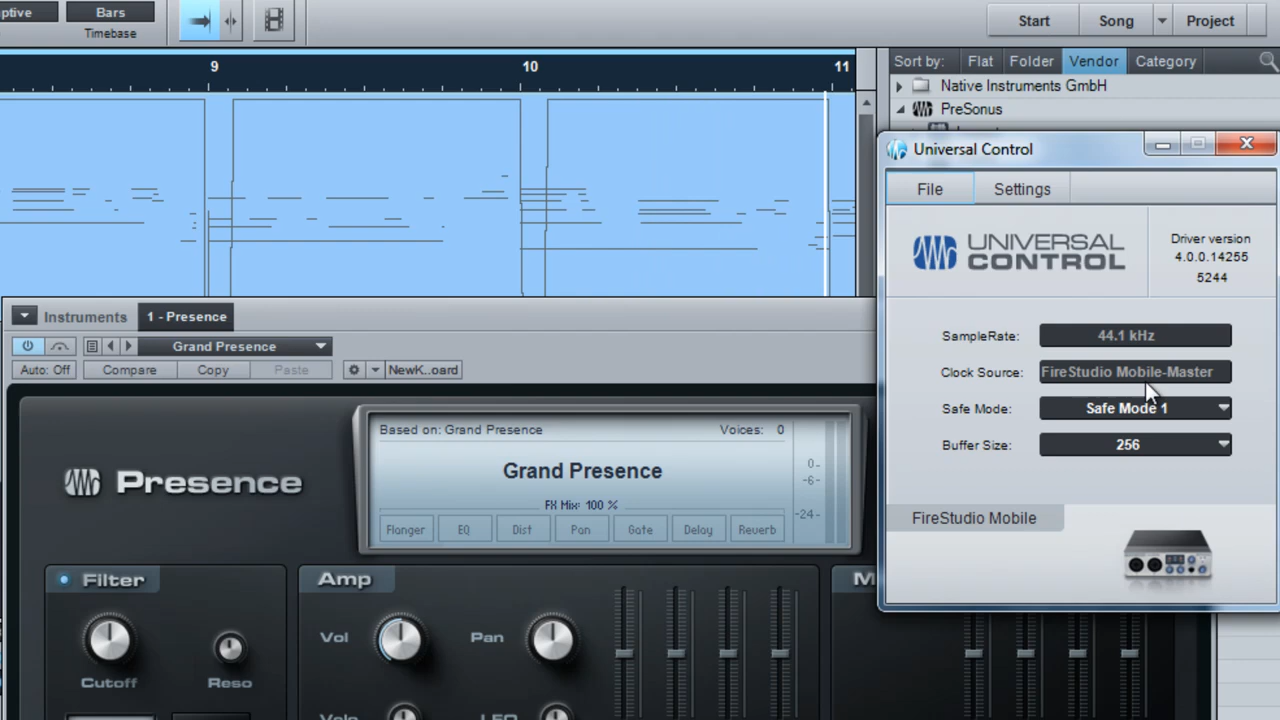 ptive
Bars
Timebase
Start
Song
Project
9
10
11
Sort by:
Flat
Folder
Vendor
Category
Native Instruments GmbH
PreSonus
Universal Control
File
Settings
UNIVERSAL
CONTROL
Driver version
4.0.0.14255
5244
SampleRate:
44.1 kHz
Clock Source:
FireStudio Mobile-Master
Safe Mode:
Safe Mode 1
Buffer Size:
256
FireStudio Mobile
Instruments
1 - Presence
Grand Presence
Auto: Off
Compare
Copy
Paste
NewK..oard
Presence
Based on: Grand Presence
Voices: 0
Grand Presence
FX Mix: 100 %
Flanger
EQ
Dist
Pan
Gate
Delay
Reverb
0-
-6-
-24-
Filter
Cutoff
Reso
Amp
Vol
Pan
Velo
LFO
M